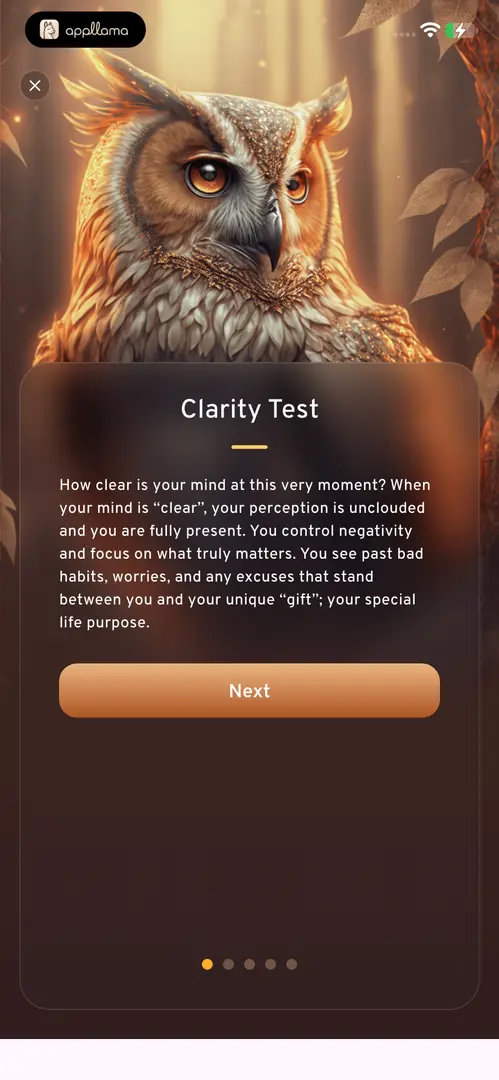 appllama
Clarity Test
How clear is your mind at this very moment? When
your mind is “clear”, your perception is unclouded
and you are fully present. You control negativity
and focus on what truly matters. You see past bad
habits, worries, and any excuses that stand
between you and your unique “gift”; your special
life purpose.
Next